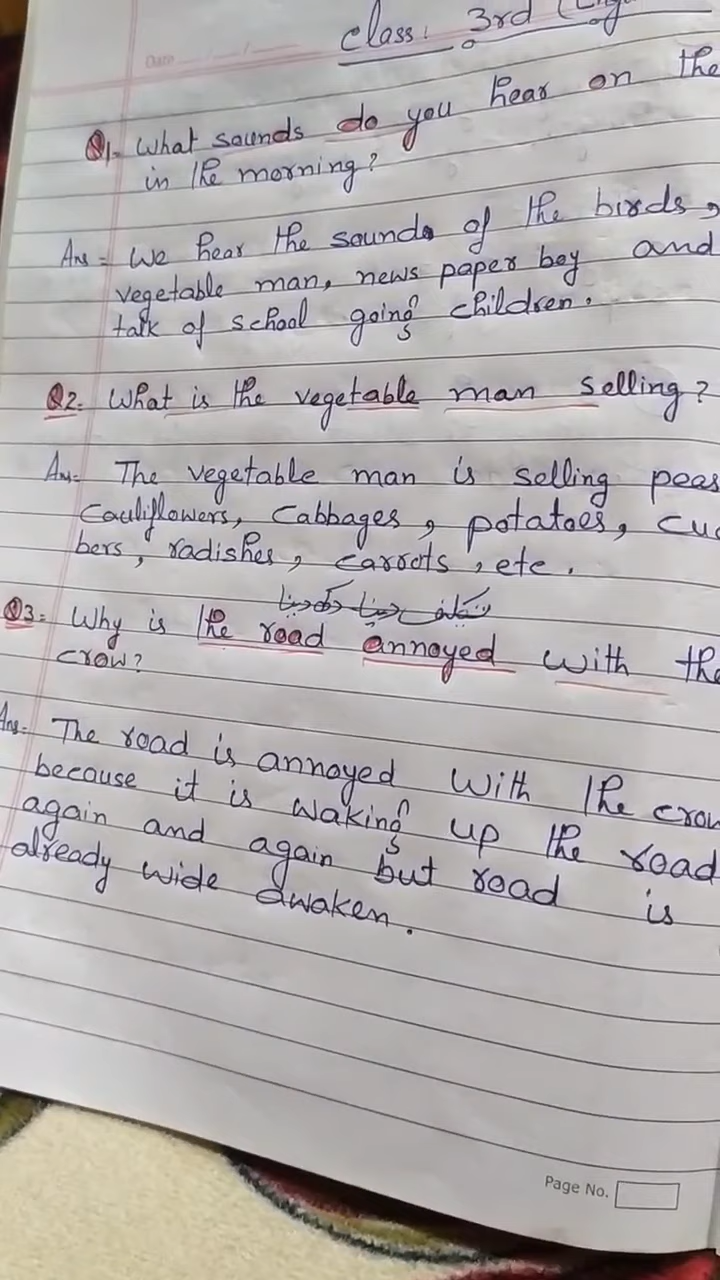 Class: 3rd
Date
Q1- What sounds do you hear on the
in the morning?
Ans = We hear the sounds of the birds,
vegetable man, news paper boy and
talk of school going children.
Q2: What is the vegetable man selling?
Ans= The vegetable man is selling peas
Cauliflowers, Cabbages, potatoes, cuc
bers, radishes, carrots, etc.
Q3: Why is the road annoyed with the
crow?
Ans= The road is annoyed with the crow
because it is waking up the road
again and again but road is
already wide awaken.
Page No.